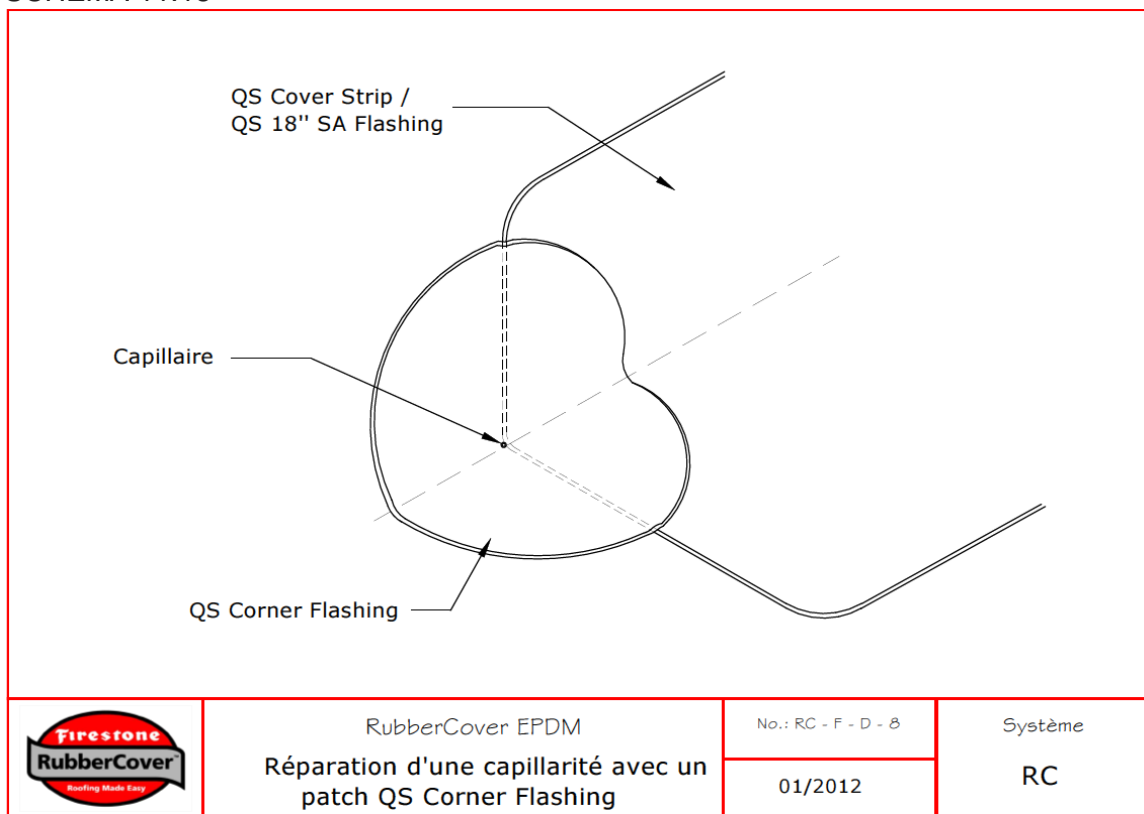 QS Cover Strip /
QS 18'' SA Flashing
Capillaire
QS Corner Flashing
Firestone
RubberCover™
Roofing Made Easy
RubberCover EPDM
Réparation d'une capillarité avec un
patch QS Corner Flashing
No.: RC - F - D - 8
01/2012
Système
RC